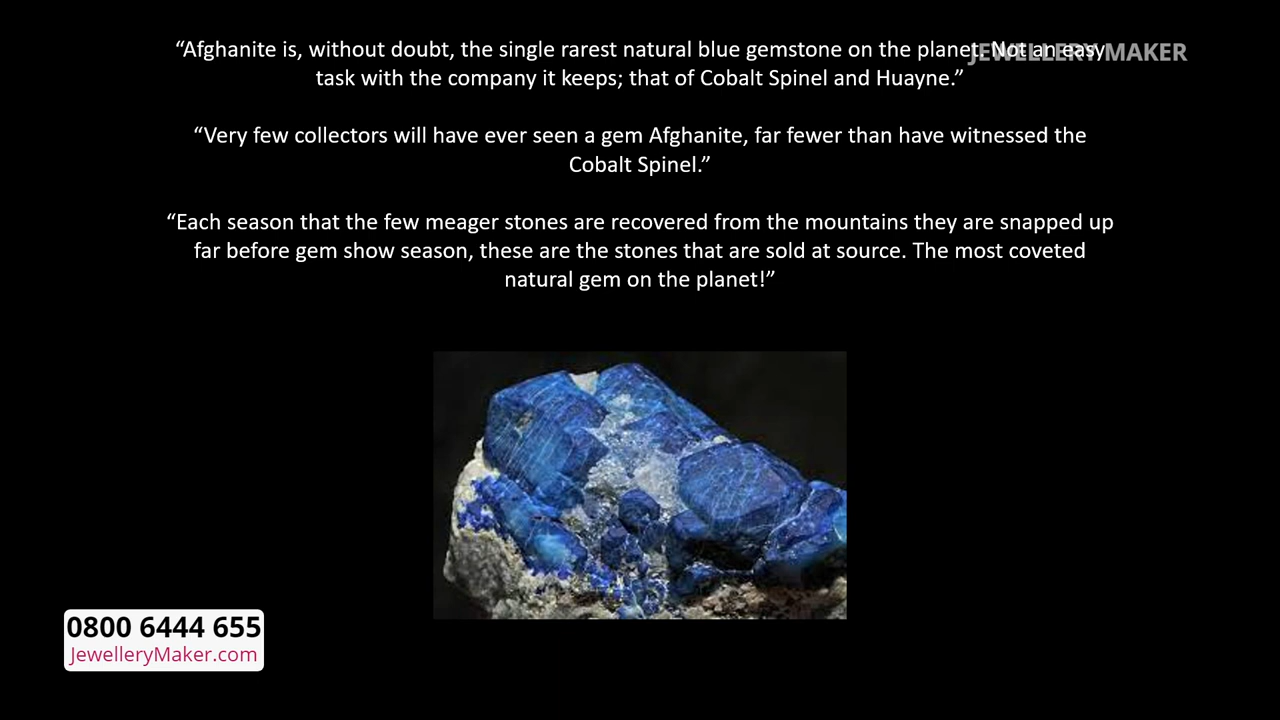 “Afghanite is, without doubt, the single rarest natural blue gemstone on the planet. Not an easy
JEWELLERY MAKER
task with the company it keeps; that of Cobalt Spinel and Huayne.”
“Very few collectors will have ever seen a gem Afghanite, far fewer than have witnessed the
Cobalt Spinel.”
“Each season that the few meager stones are recovered from the mountains they are snapped up
far before gem show season, these are the stones that are sold at source. The most coveted
natural gem on the planet!”
0800 6444 655
JewelleryMaker.com